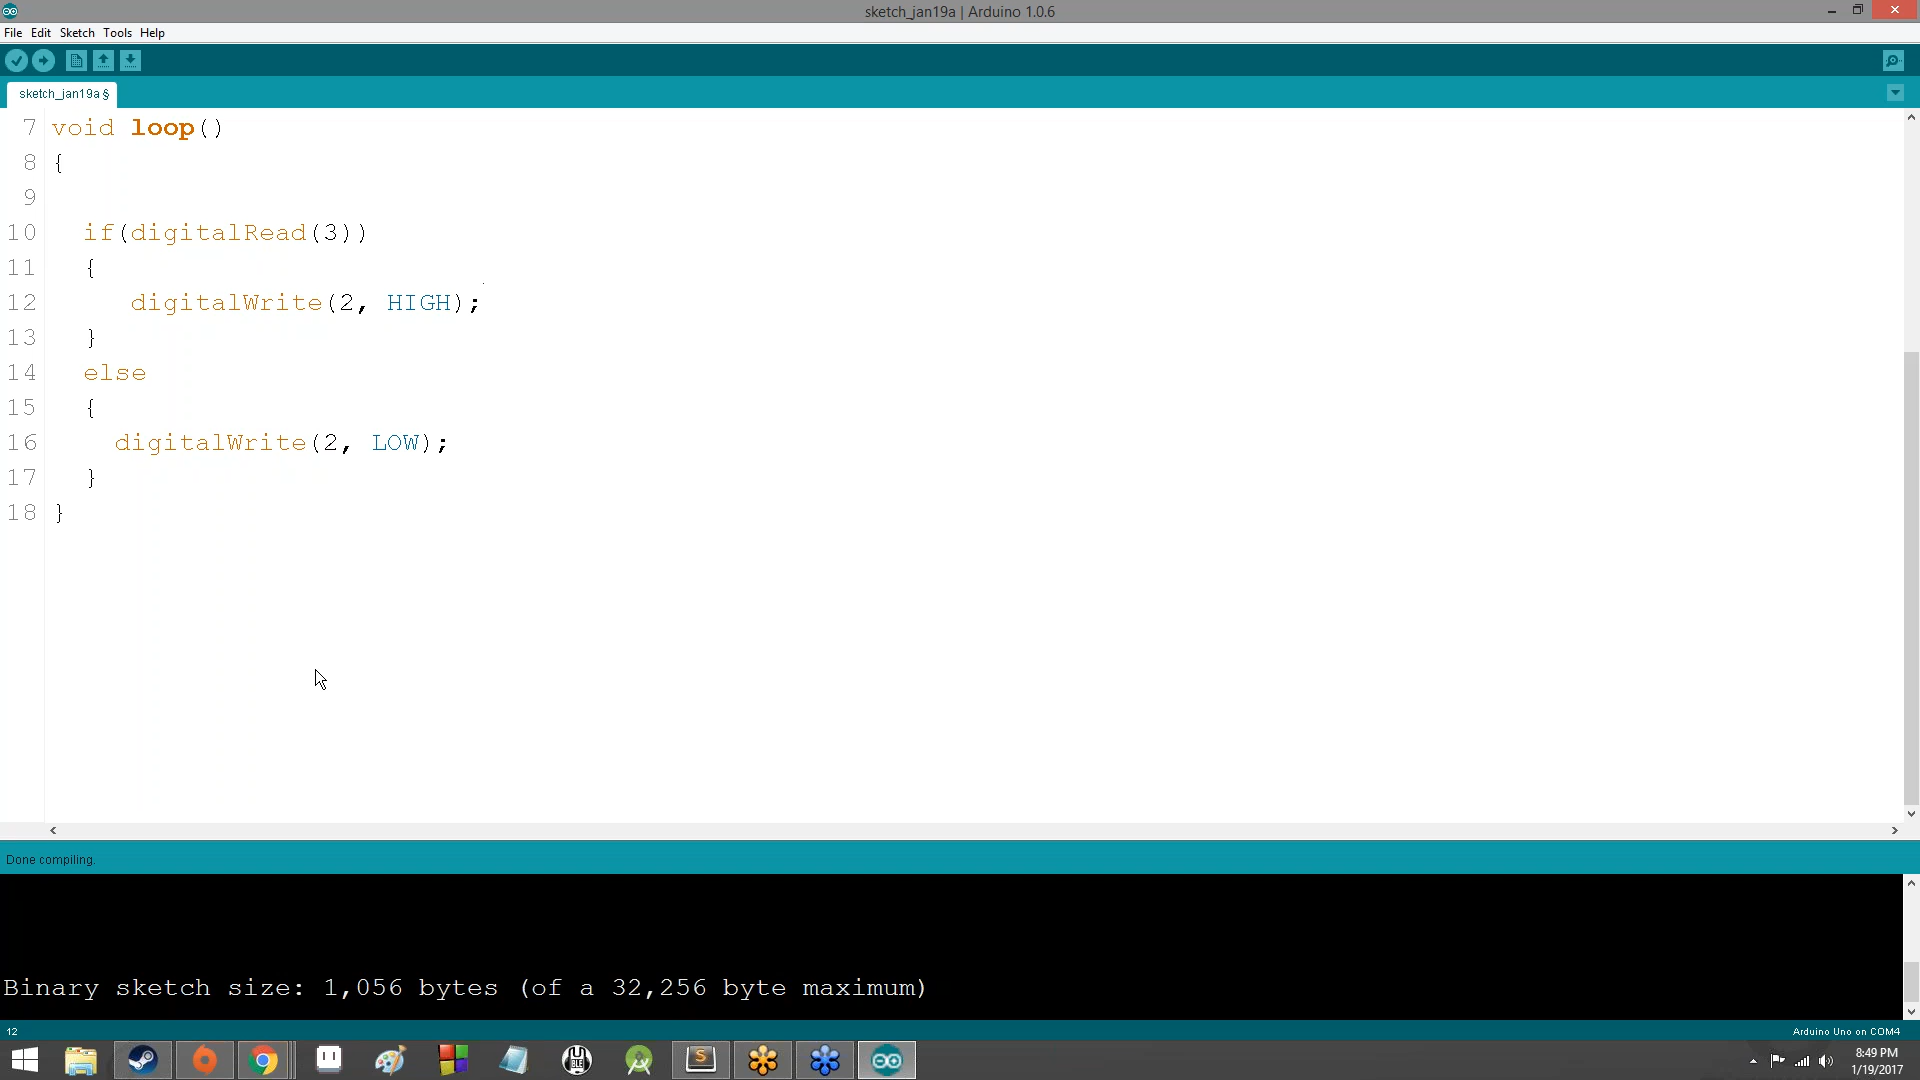 sketch_jan19a | Arduino 1.0.6
File Edit Sketch Tools Help
sketch_jan19a §
7 void loop()
8 {
9
10 if(digitalRead(3))
11 {
12 digitalWrite(2, HIGH);
13 }
14 else
15 {
16 digitalWrite(2, LOW);
17 }
18 }
Done compiling.
Binary sketch size: 1,056 bytes (of a 32,256 byte maximum)
12 Arduino Uno on COM4
8:49 PM
1/19/2017